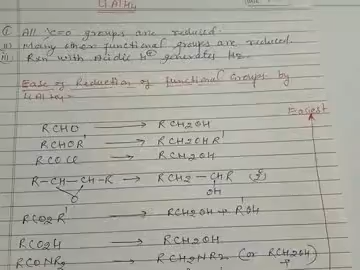 LiAlH4
i) All >C=O groups are reduced.
ii) Many other functional groups are reduced.
iii) Rxn with Acidic H generates H2.
Ease of Reduction of functional Groups by
LiAlH4:-
Easiest
RCHO → RCH2OH
RCHOR' → RCH2CHR'
RCOCl → RCH2OH
R-CH-CH-R → RCH2-CHR
O OH
RCO2R' → RCH2OH + R'OH
RCO2H → RCH2OH
RCONR2 → RCH2NR2 (or RCH2OH)